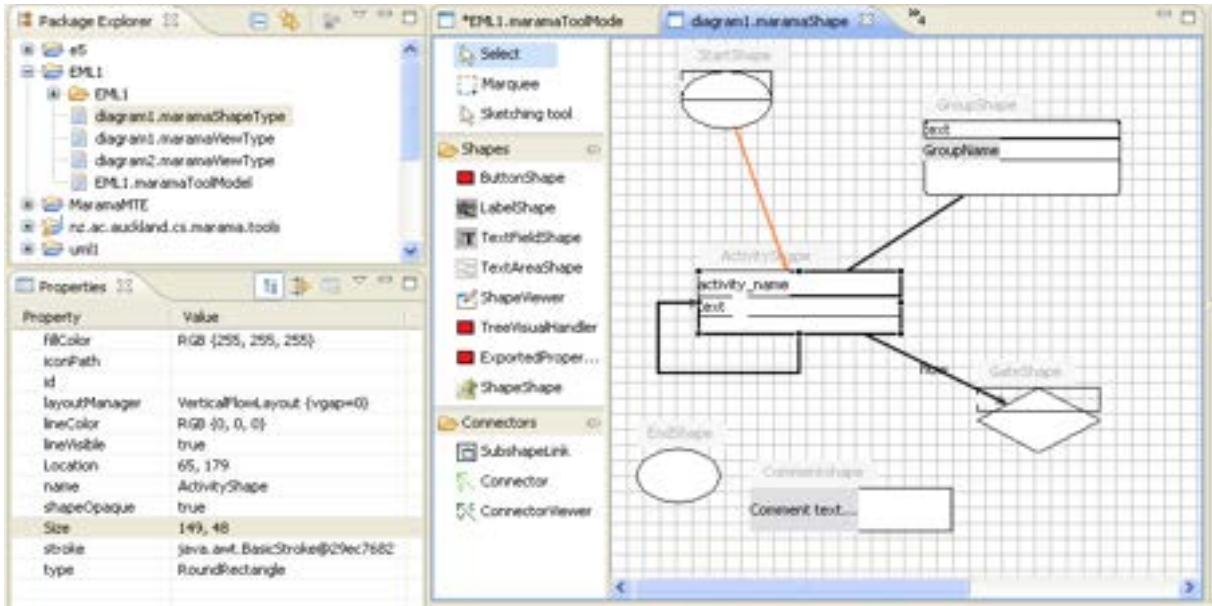 Package Explorer
e5
EML1
EML1
diagram1.maramaShapeType
diagram1.maramaViewType
diagram2.maramaViewType
EML1.maramaToolModel
MaramaMTE
nz.ac.auckland.cs.marama.tools
uml1
Properties
Property Value
fillColor RGB {255, 255, 255}
iconPath
id
layoutManager VerticalFlowLayout {vgap=0}
lineColor RGB {0, 0, 0}
lineVisible true
Location 65, 179
name ActivityShape
shapeOpaque true
Size 149, 48
stroke java.awt.BasicStroke@29ec7682
type RoundRectangle
*EML1.maramaToolMode
diagram1.maramaShape
»4
Select
Marquee
Sketching tool
Shapes
ButtonShape
LabelShape
TextFieldShape
TextAreaShape
ShapeViewer
TreeVisualHandler
ExportedProper...
ShapeShape
Connectors
SubshapeLink
Connector
ConnectorViewer
StartShape
GroupShape
text
GroupName
ActivityShape
activity_name
text
GateShape
EndShape
Commentshape
Comment text...